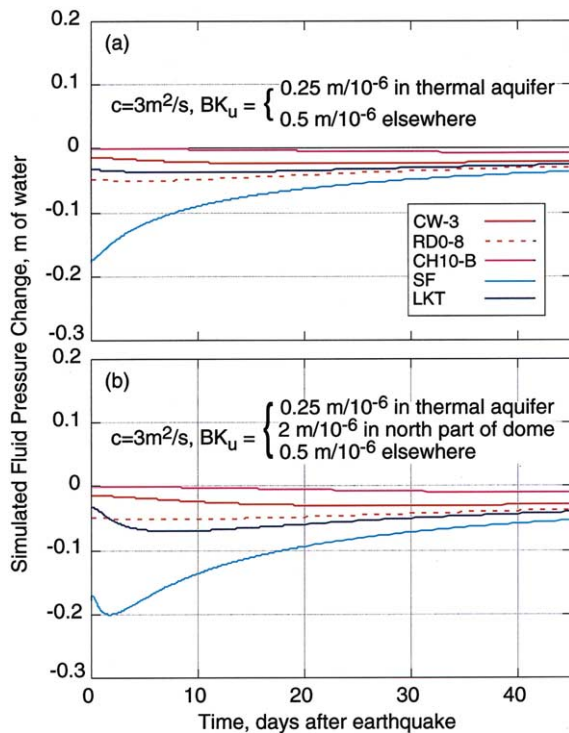 0.2
(a)
0.1
c=3m²/s, BKᵤ = { 0.25 m/10⁻⁶ in thermal aquifer
0.5 m/10⁻⁶ elsewhere
0
-0.1
-0.2
-0.3
CW-3
RD0-8
CH10-B
SF
LKT
0.2
(b)
0.1
c=3m²/s, BKᵤ = { 0.25 m/10⁻⁶ in thermal aquifer
2 m/10⁻⁶ in north part of dome
0.5 m/10⁻⁶ elsewhere
0
-0.1
-0.2
-0.3
Simulated Fluid Pressure Change, m of water
0 10 20 30 40
Time, days after earthquake